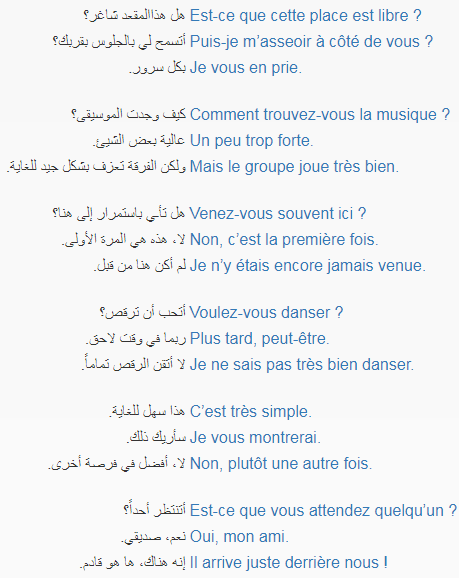 هل هذاالمقعد شاغر؟ Est-ce que cette place est libre ?
أتسمح لي بالجلوس بقربك؟ Puis-je m’asseoir à côté de vous ?
بكل سرور. Je vous en prie.
كيف وجدت الموسيقى؟ Comment trouvez-vous la musique ?
عالية بعض الشيئ. Un peu trop forte.
ولكن الفرقة تعزف بشكل جيد للغاية. Mais le groupe joue très bien.
هل تأتي باستمرار إلى هنا؟ Venez-vous souvent ici ?
لا، هذه هي المرة الأولى. Non, c’est la première fois.
لم أكن هنا من قبل. Je n’y étais encore jamais venue.
أتحب أن ترقص؟ Voulez-vous danser ?
ربما في وقت لاحق. Plus tard, peut-être.
لا أتقن الرقص تماماً. Je ne sais pas très bien danser.
هذا سهل للغاية. C’est très simple.
سأريك ذلك. Je vous montrerai.
لا، أفضل في فرصة أخرى. Non, plutôt une autre fois.
أتنتظر أحداً؟ Est-ce que vous attendez quelqu’un ?
نعم، صديقي. Oui, mon ami.
إنه هناك، ها هو قادم. Il arrive juste derrière nous !